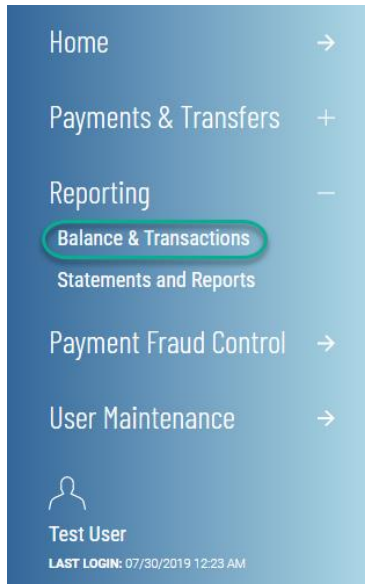 Home
Payments & Transfers
Reporting
Balance & Transactions
Statements and Reports
Payment Fraud Control
User Maintenance
Test User
LAST LOGIN: 07/30/2019 12:23 AM